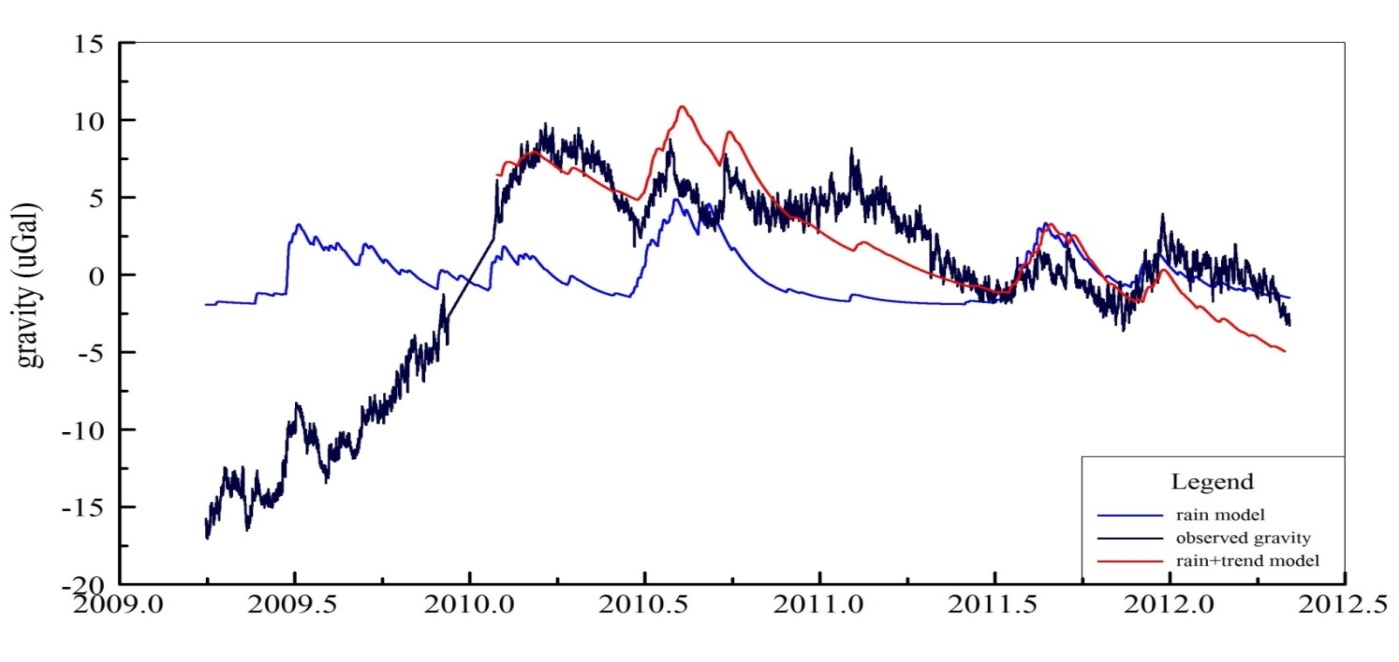 15
10
5
0
-5
-10
-15
-20
gravity (uGal)
2009.0 2009.5 2010.0 2010.5 2011.0 2011.5 2012.0 2012.5
Legend
rain model
observed gravity
rain+trend model